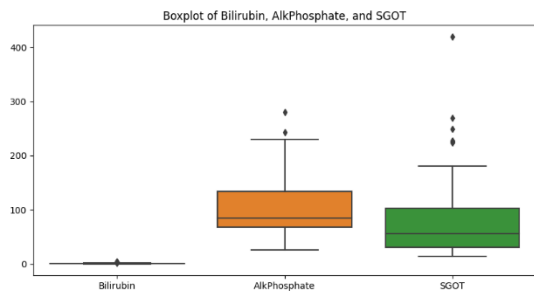 Boxplot of Bilirubin, AlkPhosphate, and SGOT
400
300
200
100
0
Bilirubin AlkPhosphate SGOT